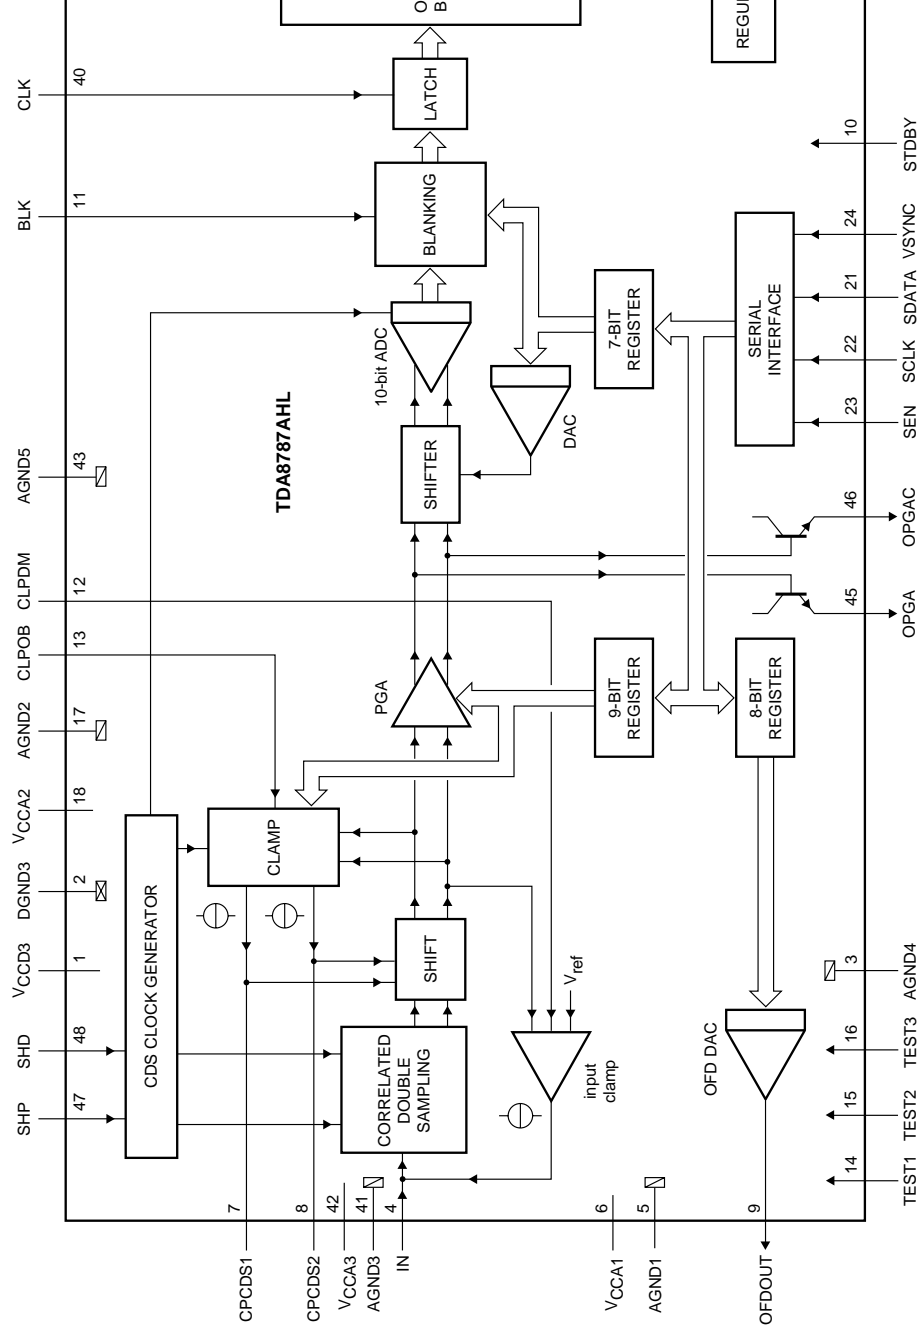 SHP
SHD
VCCD3
DGND3
VCCA2
AGND2
CLPOB
CLPDM
AGND5
BLK
CLK
47
48
1
2
18
17
13
12
43
11
40
CDS CLOCK GENERATOR
CPCDS1
7
CPCDS2
8
VCCA3
42
AGND3
41
IN
4
CLAMP
TDA8787AHL
CORRELATED
DOUBLE
SAMPLING
SHIFT
PGA
SHIFTER
10-bit ADC
BLANKING
LATCH
O
B
input
clamp
Vref
DAC
VCCA1
6
AGND1
5
9-BIT
REGISTER
7-BIT
REGISTER
OFD DAC
8-BIT
REGISTER
SERIAL
INTERFACE
REGU
OFDOUT
9
14
15
16
3
45
46
23
22
21
24
10
TEST1
TEST2
TEST3
AGND4
OPGA
OPGAC
SEN
SCLK
SDATA
VSYNC
STDBY